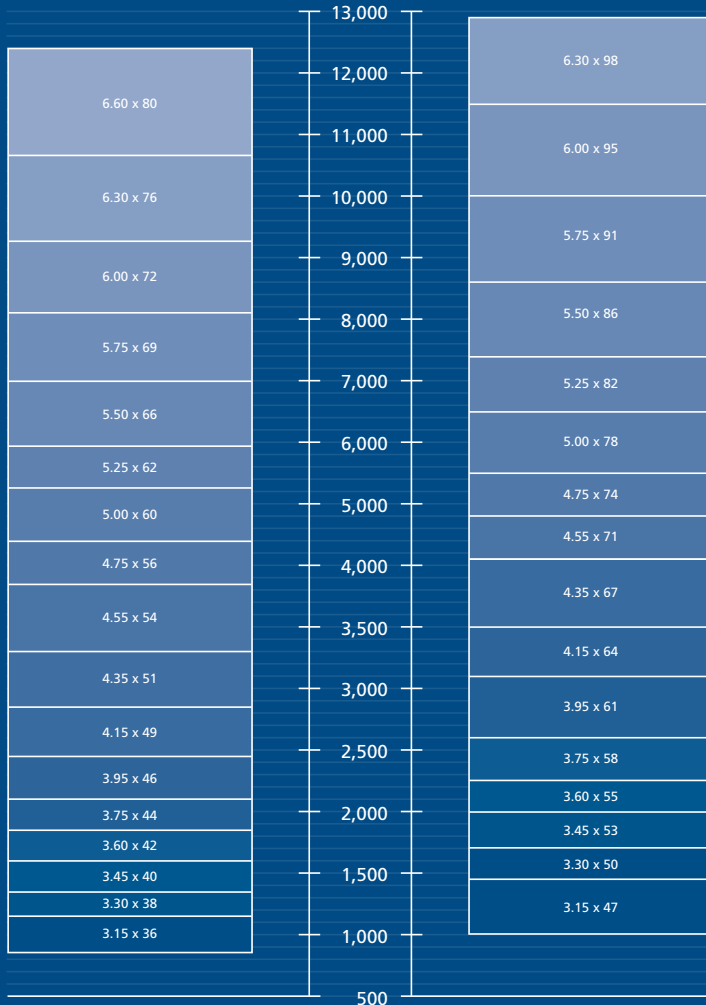 6.60 x 80
6.30 x 76
6.00 x 72
5.75 x 69
5.50 x 66
5.25 x 62
5.00 x 60
4.75 x 56
4.55 x 54
4.35 x 51
4.15 x 49
3.95 x 46
3.75 x 44
3.60 x 42
3.45 x 40
3.30 x 38
3.15 x 36
13,000
12,000
11,000
10,000
9,000
8,000
7,000
6,000
5,000
4,000
3,500
3,000
2,500
2,000
1,500
1,000
500
6.30 x 98
6.00 x 95
5.75 x 91
5.50 x 86
5.25 x 82
5.00 x 78
4.75 x 74
4.55 x 71
4.35 x 67
4.15 x 64
3.95 x 61
3.75 x 58
3.60 x 55
3.45 x 53
3.30 x 50
3.15 x 47